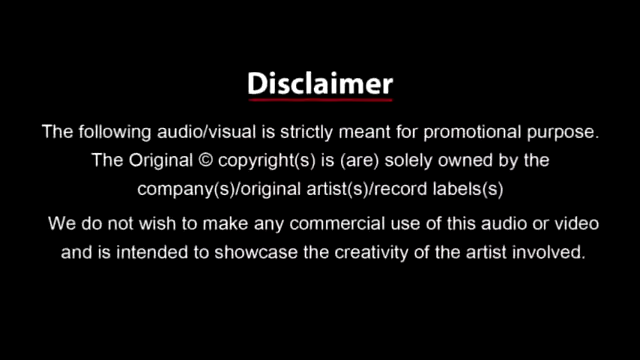 Disclaimer
The following audio/visual is strictly meant for promotional purpose.
The Original © copyright(s) is (are) solely owned by the
company(s)/original artist(s)/record labels(s)
We do not wish to make any commercial use of this audio or video
and is intended to showcase the creativity of the artist involved.